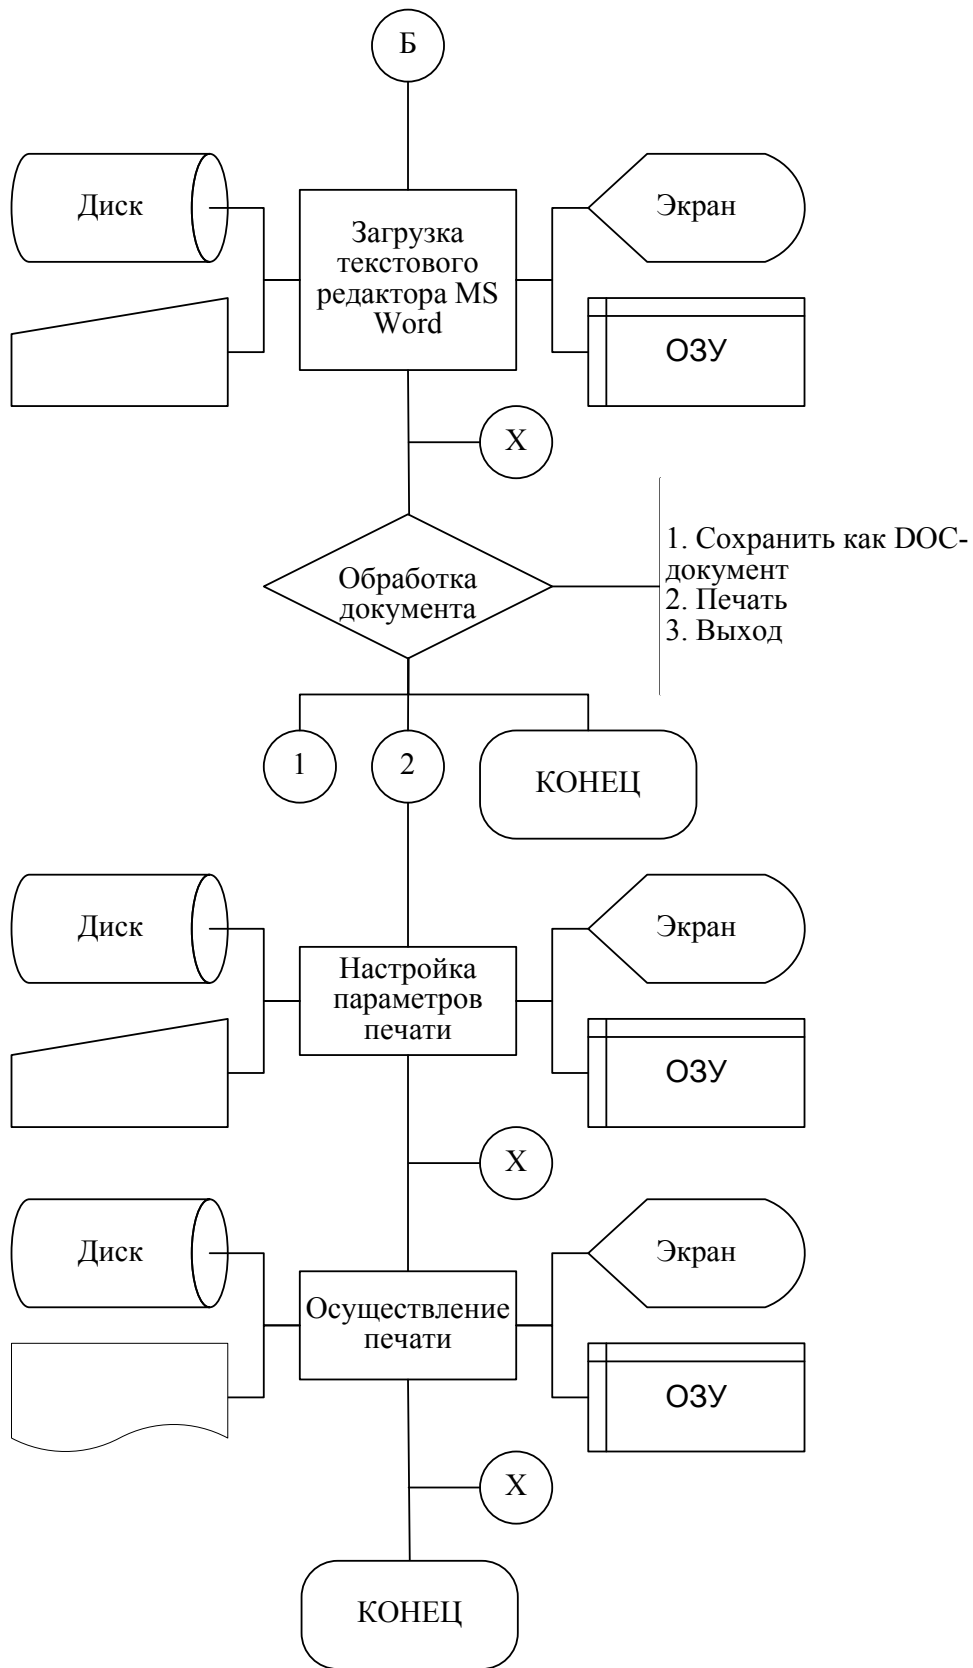 Б
Диск
Загрузка
текстового
редактора MS
Word
Экран
ОЗУ
Х
Обработка
документа
1. Сохранить как DOC-
документ
2. Печать
3. Выход
1
2
КОНЕЦ
Диск
Настройка
параметров
печати
Экран
ОЗУ
Х
Диск
Осуществление
печати
Экран
ОЗУ
Х
КОНЕЦ